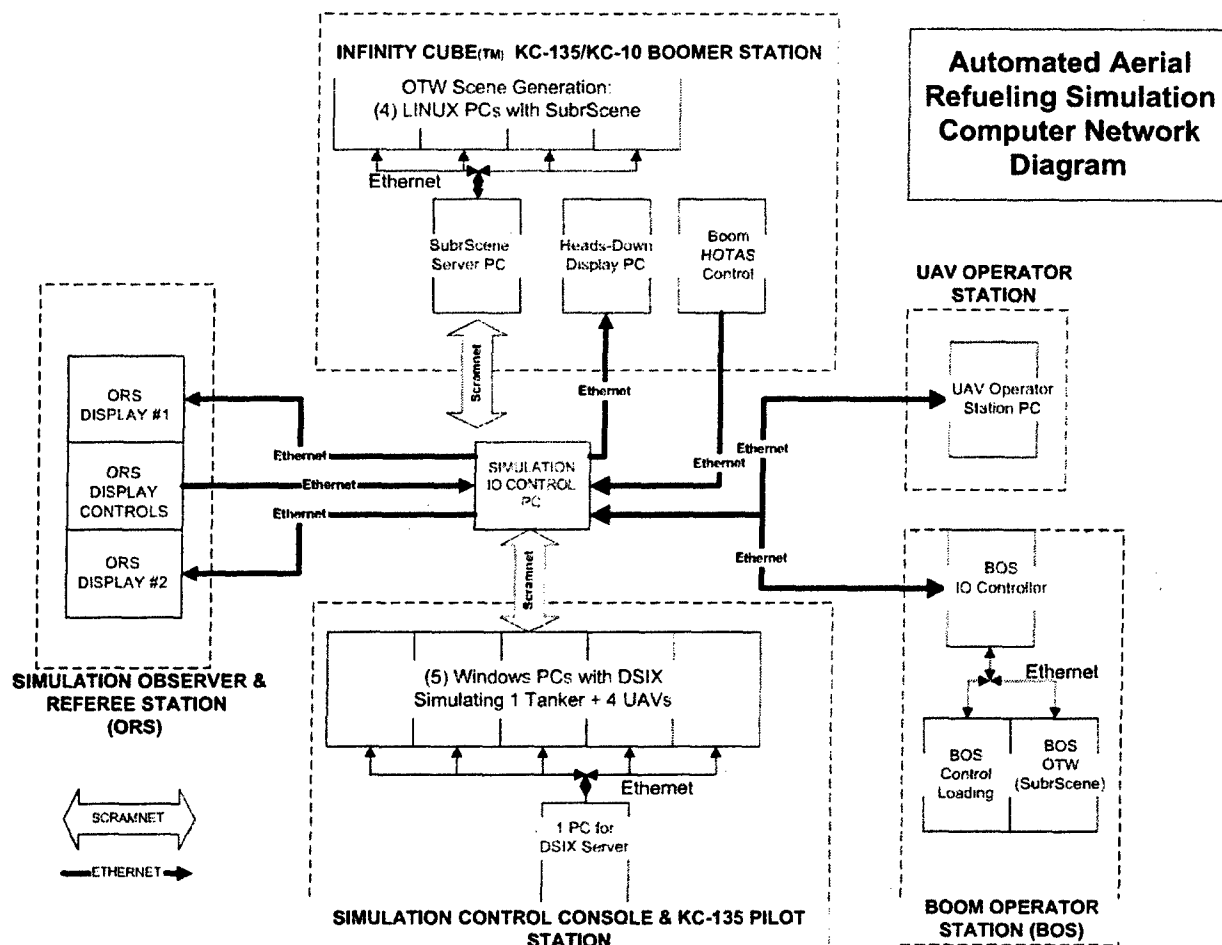 Automated Aerial
Refueling Simulation
Computer Network
Diagram
INFINITY CUBE(TM) KC-135/KC-10 BOOMER STATION
OTW Scene Generation:
(4) LINUX PCs with SubrScene
Ethernet
SubrScene
Server PC
Heads-Down
Display PC
Boom
HOTAS
Control
Scramnet
Ethernet
Ethernet
UAV OPERATOR
STATION
UAV Operator
Station PC
Ethernet
Ethernet
ORS
DISPLAY #1
ORS
DISPLAY
CONTROLS
ORS
DISPLAY #2
Ethernet
Ethernet
Ethernet
SIMULATION
IO CONTROL
PC
Scramnet
SIMULATION OBSERVER &
REFEREE STATION
(ORS)
BOS
IO Controllor
Ethernet
BOS
Control
Loading
BOS
OTW
(SubrScene)
BOOM OPERATOR
STATION (BOS)
(5) Windows PCs with DSIX
Simulating 1 Tanker + 4 UAVs
Ethernet
1 PC for
DSIX Server
SIMULATION CONTROL CONSOLE & KC-135 PILOT
STATION
SCRAMNET
ETHERNET